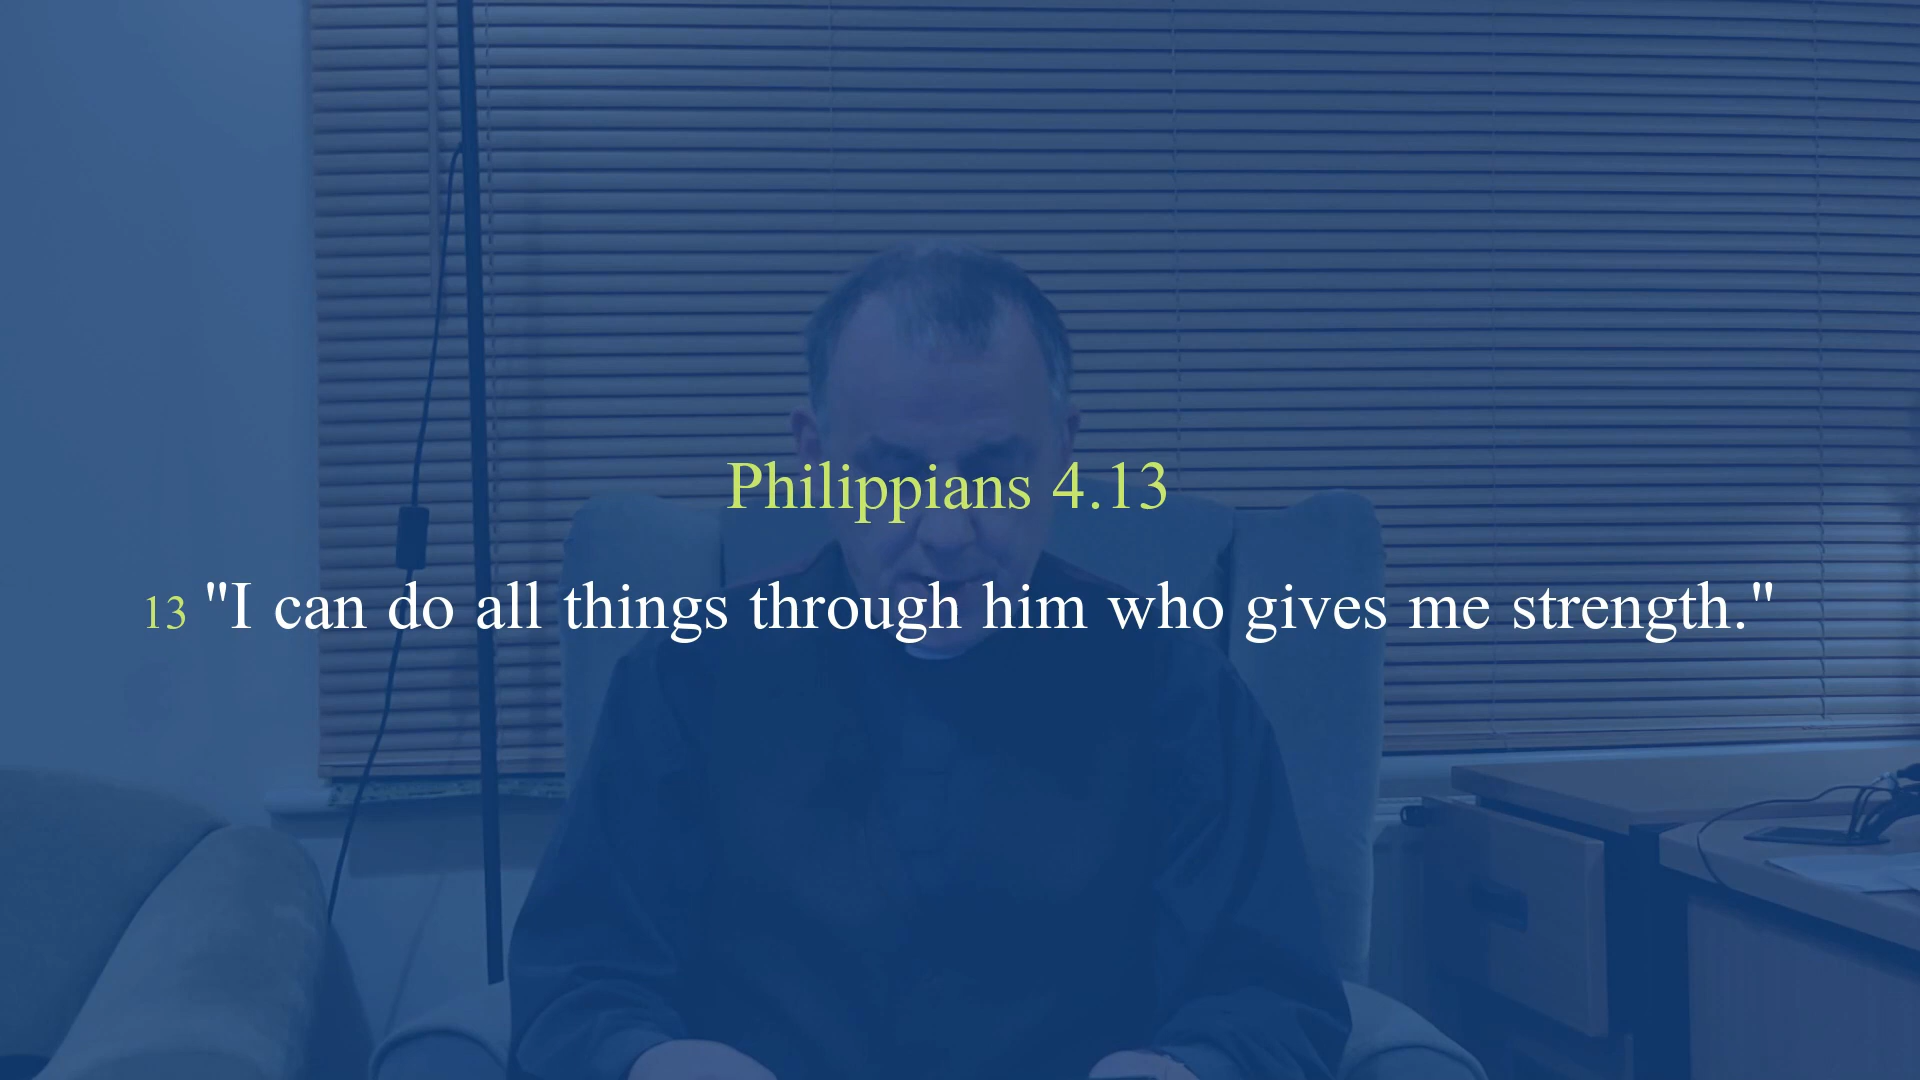 Philippians 4.13
13 "I can do all things through him who gives me strength."